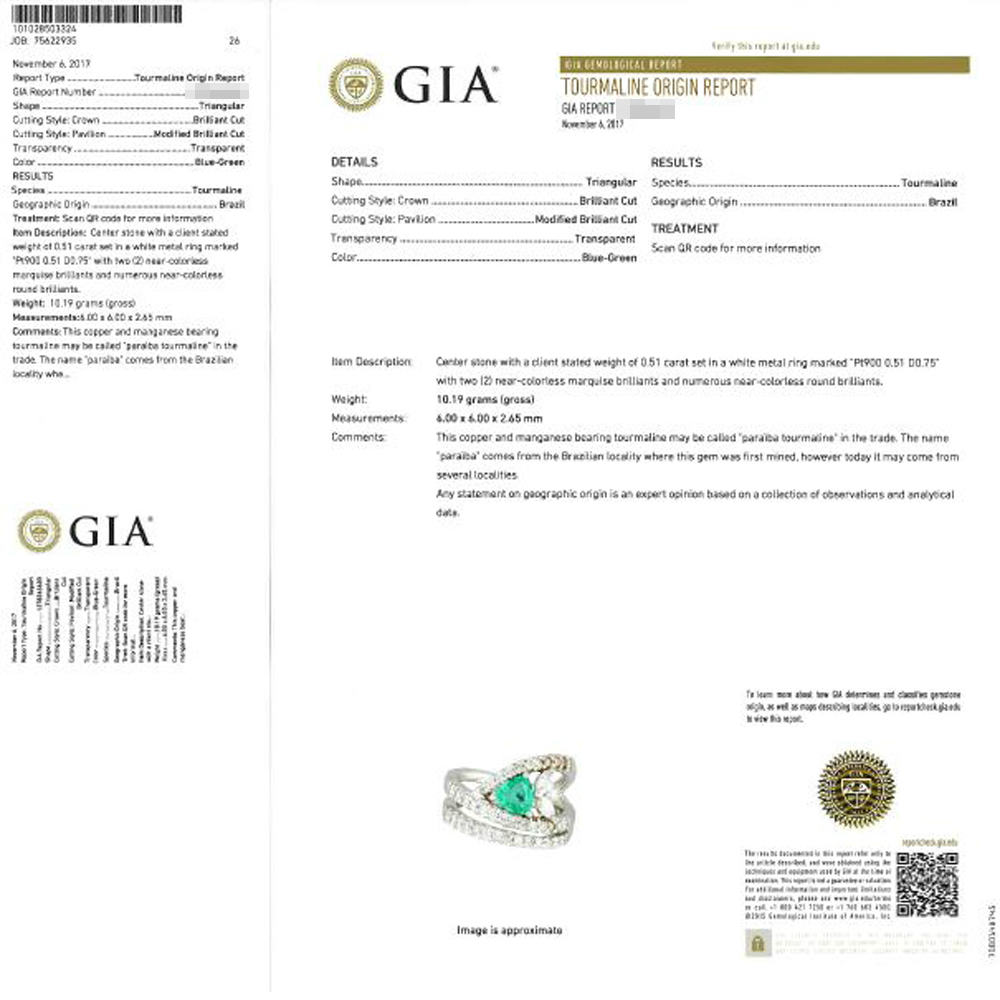 101028503324
JOB: 75622935 26
November 6, 2017
Report Type Tourmaline Origin Report
GIA Report Number
Shape Triangular
Cutting Style: Crown Brilliant Cut
Cutting Style: Pavilion Modified Brilliant Cut
Transparency Transparent
Color Blue-Green
RESULTS
Species Tourmaline
Geographic Origin Brazil
Treatment: Scan QR code for more information
Item Description: Center stone with a client stated
weight of 0.51 carat set in a white metal ring marked
"Pt900 0.51 D0.75" with two (2) near-colorless
marquise brilliants and numerous near-colorless
round brilliants.
Weight: 10.19 grams (gross)
Measurements: 6.00 x 6.00 x 2.65 mm
Comments: This copper and manganese bearing
tourmaline may be called "paraiba tourmaline" in the
trade. The name "paraiba" comes from the Brazilian
locality whe...
GIA
Verify this report at gia.edu
GIA
GIA GEMOLOGICAL REPORT
TOURMALINE ORIGIN REPORT
GIA REPORT
November 6, 2017
DETAILS
Shape Triangular
Cutting Style: Crown Brilliant Cut
Cutting Style: Pavilion Modified Brilliant Cut
Transparency Transparent
Color Blue-Green
RESULTS
Species Tourmaline
Geographic Origin Brazil
TREATMENT
Scan QR code for more information
Item Description: Center stone with a client stated weight of 0.51 carat set in a white metal ring marked "Pt900 0.51 D0.75"
with two (2) near-colorless marquise brilliants and numerous near-colorless round brilliants.
Weight: 10.19 grams (gross)
Measurements: 6.00 x 6.00 x 2.65 mm
Comments: This copper and manganese bearing tourmaline may be called "paraiba tourmaline" in the trade. The name
"paraiba" comes from the Brazilian locality where this gem was first mined, however today it may come from
several localities.
Any statement on geographic origin is an expert opinion based on a collection of observations and analytical
data.
To learn more about how GIA determines and classifies gemstone
origin, as well as maps describing localities, go to reportcheck.gia.edu
to view this report.
Image is approximate
reportcheck.gia.edu
The results documented in this report refer only to
the article described, and were obtained using the
techniques and equipment used by GIA at the time of
examination. This report is not a guarantee or valuation.
For additional information and important limitations
and disclaimers, please see www.gia.edu/terms
or call +1 800 421 7250 or +1 760 603 4500.
©2015 Gemological Institute of America, Inc.